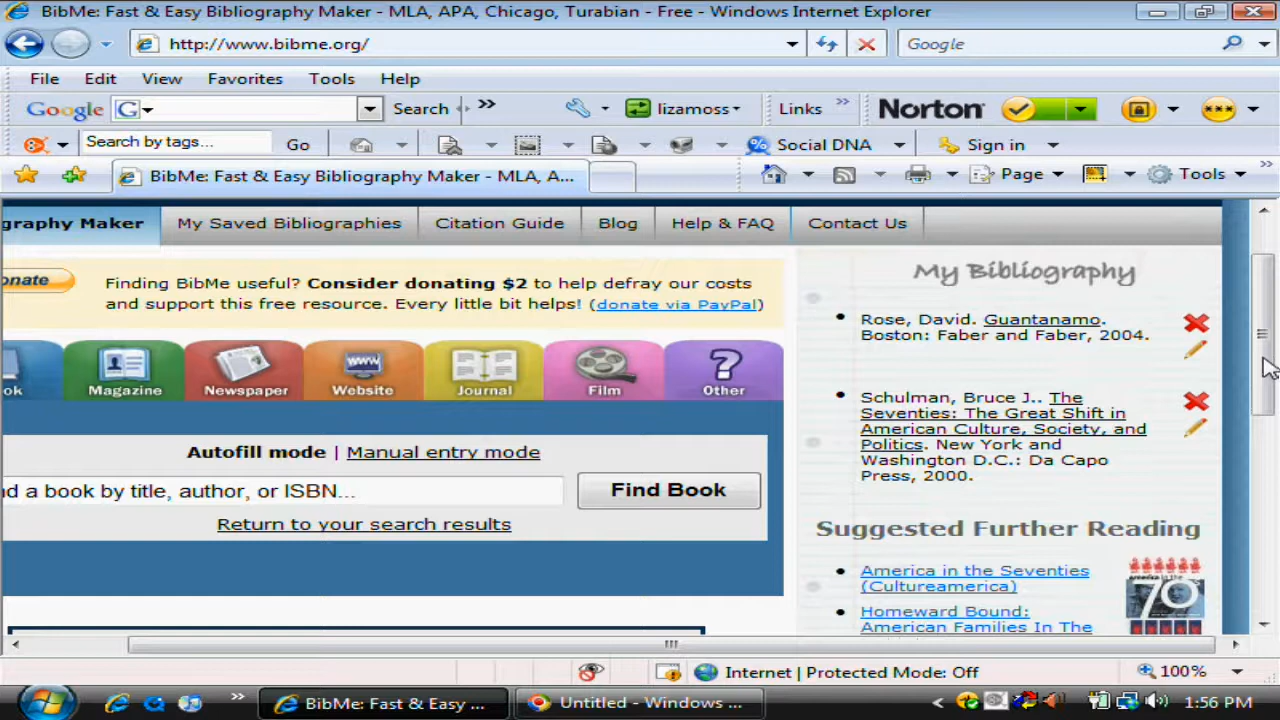 BibMe: Fast & Easy Bibliography Maker - MLA, APA, Chicago, Turabian - Free - Windows Internet Explorer
http://www.bibme.org/
Google
File Edit View Favorites Tools Help
Google G Search » lizamoss Links » Norton
Search by tags... Go Social DNA Sign in
BibMe: Fast & Easy Bibliography Maker - MLA, A... Page Tools »
graphy Maker My Saved Bibliographies Citation Guide Blog Help & FAQ Contact Us
onate
Finding BibMe useful? Consider donating $2 to help defray our costs
and support this free resource. Every little bit helps! (donate via PayPal)
ok Magazine Newspaper Website Journal Film Other
Autofill mode | Manual entry mode
nd a book by title, author, or ISBN... Find Book
Return to your search results
My Bibliography
Rose, David. Guantanamo.
Boston: Faber and Faber, 2004.
Schulman, Bruce J.. The
Seventies: The Great Shift in
American Culture, Society, and
Politics. New York and
Washington D.C.: Da Capo
Press, 2000.
Suggested Further Reading
America in the Seventies
(Cultureamerica)
70
Homeward Bound:
American Families In The
Internet | Protected Mode: Off 100%
» BibMe: Fast & Easy ... Untitled - Windows ... < 1:56 PM